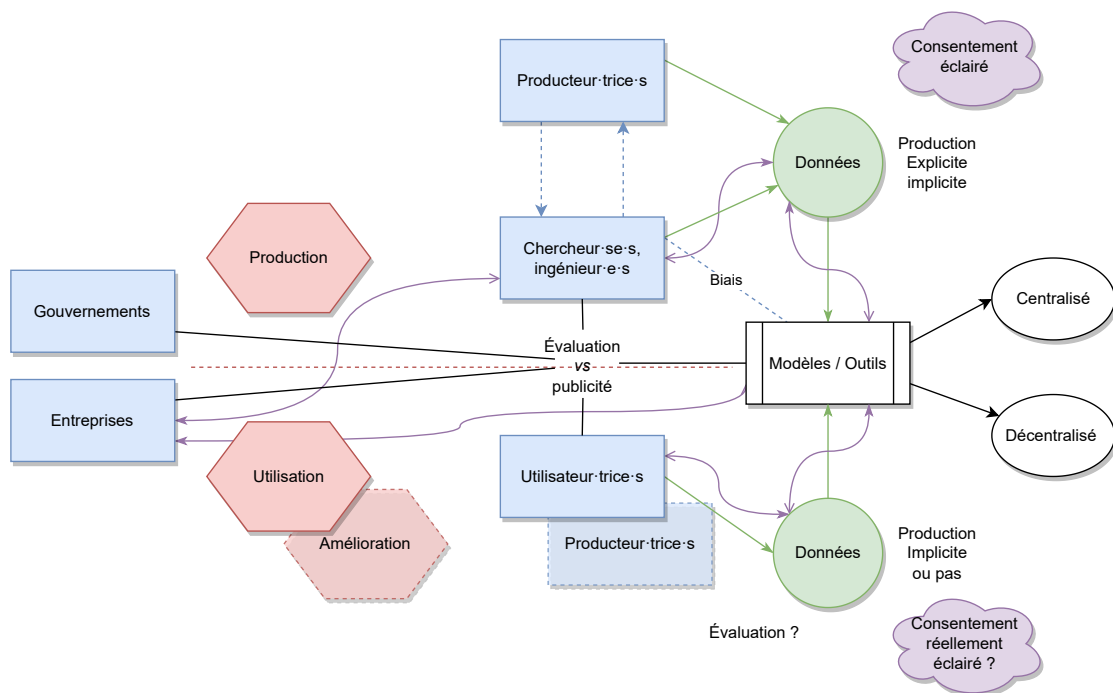 Consentement
éclairé
Producteur·trice·s
Données
Production
Explicite
implicite
Chercheur·se·s,
ingénieur·e·s
Production
Biais
Gouvernements
Centralisé
Évaluation
vs
publicité
Modèles / Outils
Entreprises
Décentralisé
Utilisation
Utilisateur·trice·s
Amélioration
Producteur·trice·s
Données
Production
Implicite
ou pas
Évaluation ?
Consentement
réellement
éclairé ?